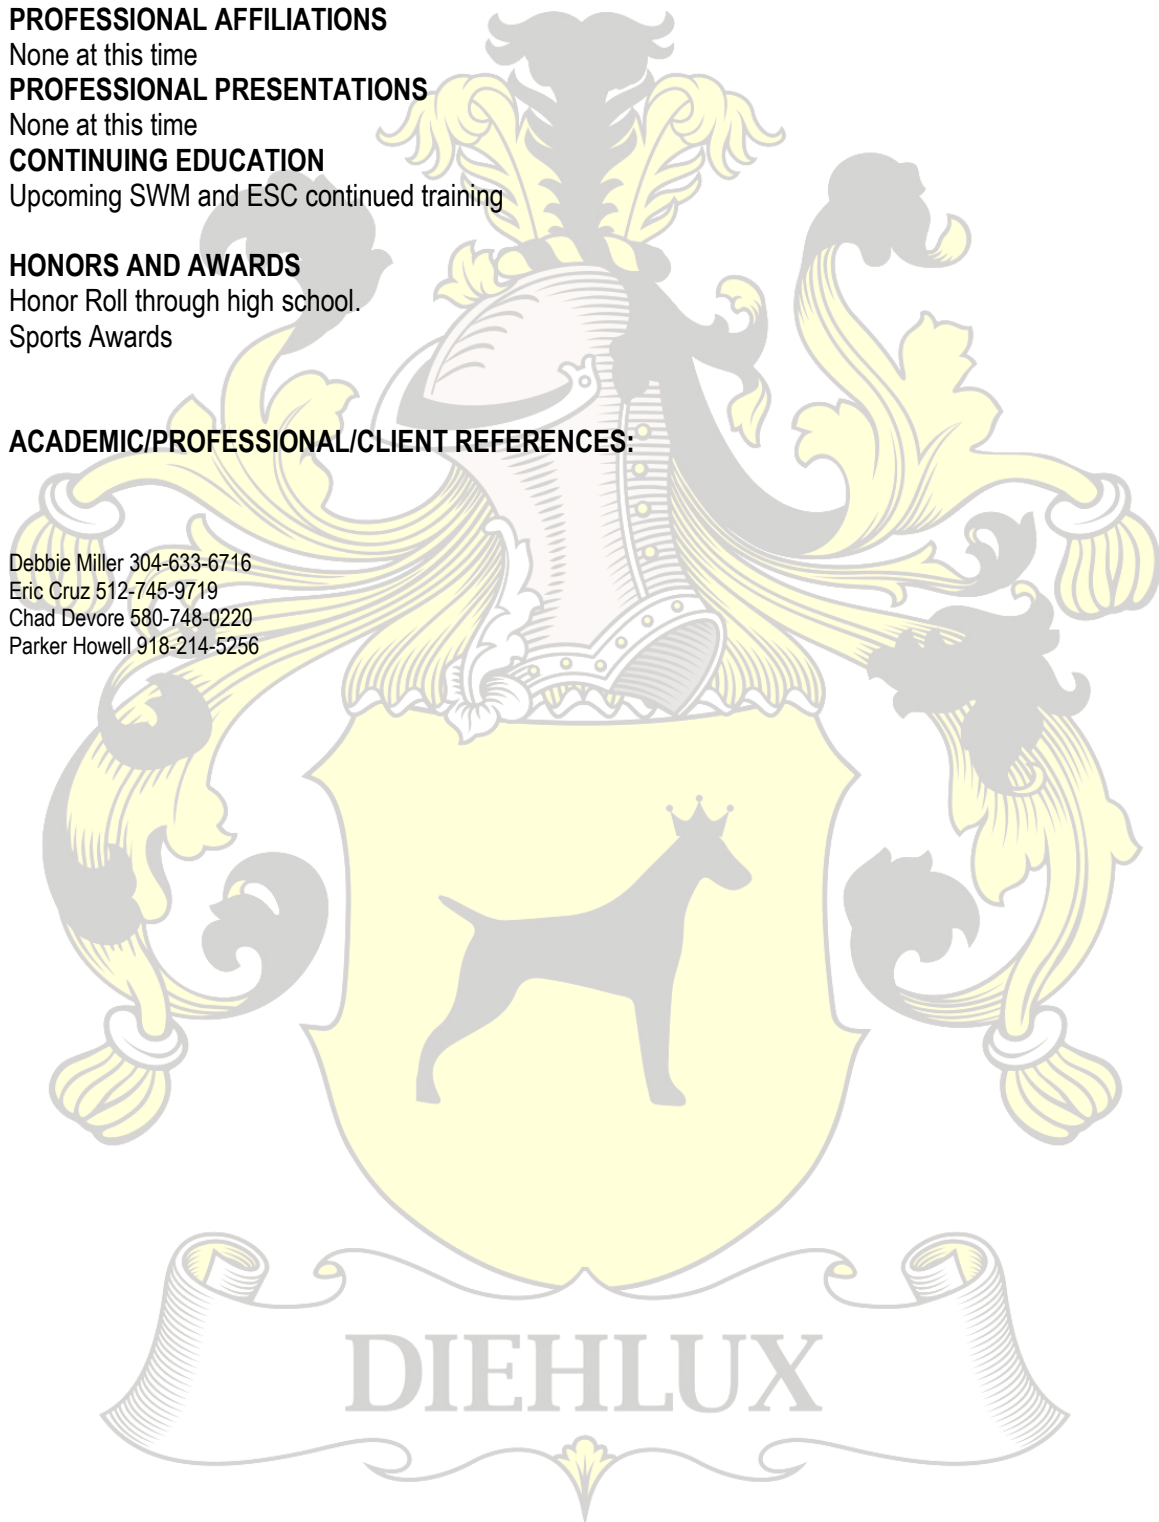 PROFESSIONAL AFFILIATIONS
None at this time
PROFESSIONAL PRESENTATIONS
None at this time
CONTINUING EDUCATION
Upcoming SWM and ESC continued training
HONORS AND AWARDS
Honor Roll through high school.
Sports Awards
ACADEMIC/PROFESSIONAL/CLIENT REFERENCES:
Debbie Miller 304-633-6716
Eric Cruz 512-745-9719
Chad Devore 580-748-0220
Parker Howell 918-214-5256
DIEHLUX